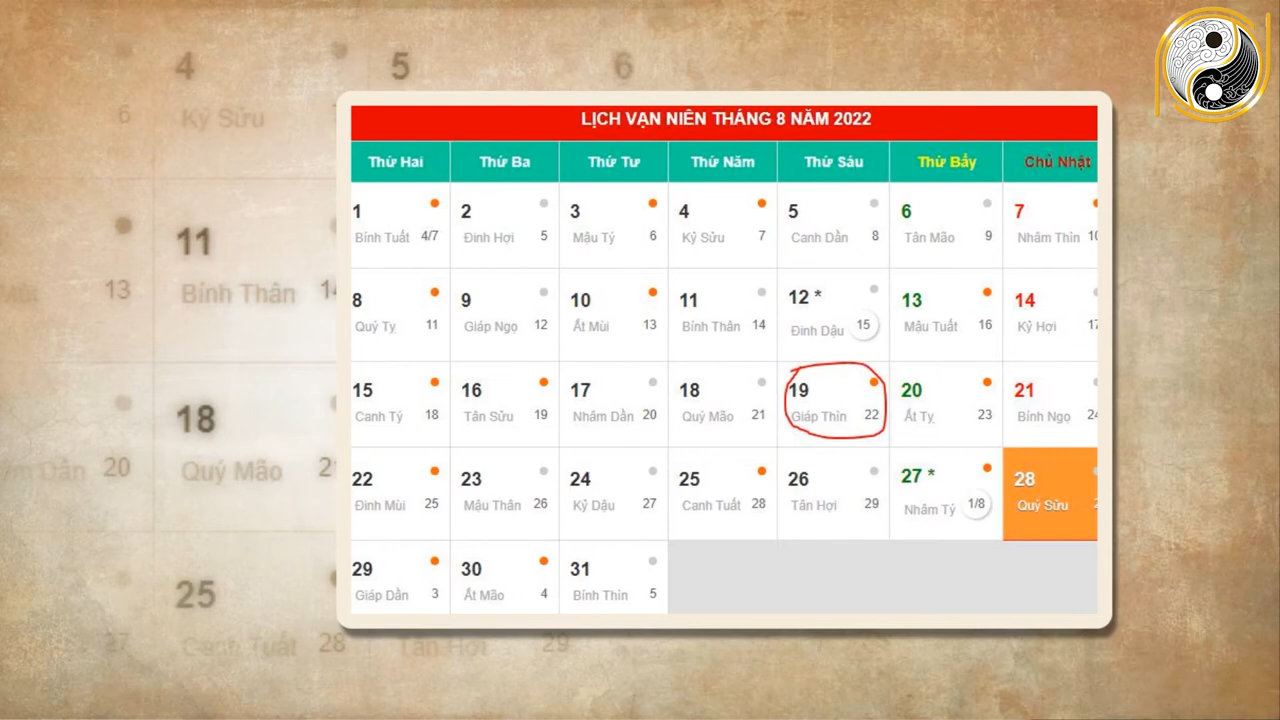 LỊCH VẠN NIÊN THÁNG 8 NĂM 2022
Thứ Hai Thứ Ba Thứ Tư Thứ Năm Thứ Sáu Thứ Bẩy Chủ Nhật
1 2 3 4 5 6 7
Bính Tuất 4/7 Đinh Hợi 5 Mậu Tý 6 Kỷ Sửu 7 Canh Dần 8 Tân Mão 9 Nhâm Thìn 10
8 9 10 11 12 * 13 14
Quý Tỵ 11 Giáp Ngọ 12 Ất Mùi 13 Bính Thân 14 Đinh Dậu 15 Mậu Tuất 16 Kỷ Hợi 17
15 16 17 18 19 20 21
Canh Tý 18 Tân Sửu 19 Nhâm Dần 20 Quý Mão 21 Giáp Thìn 22 Ất Tỵ 23 Bính Ngọ 24
22 23 24 25 26 27 * 28
Đinh Mùi 25 Mậu Thân 26 Kỷ Dậu 27 Canh Tuất 28 Tân Hợi 29 Nhâm Tý 1/8 Quý Sửu
29 30 31
Giáp Dần 3 Ất Mão 4 Bính Thìn 5
4 5 6
6 Kỷ Sửu
11
13 Bính Thân
18
20 Quý Mão
25
27 Canh Tuất 28 Tân Hợi 29